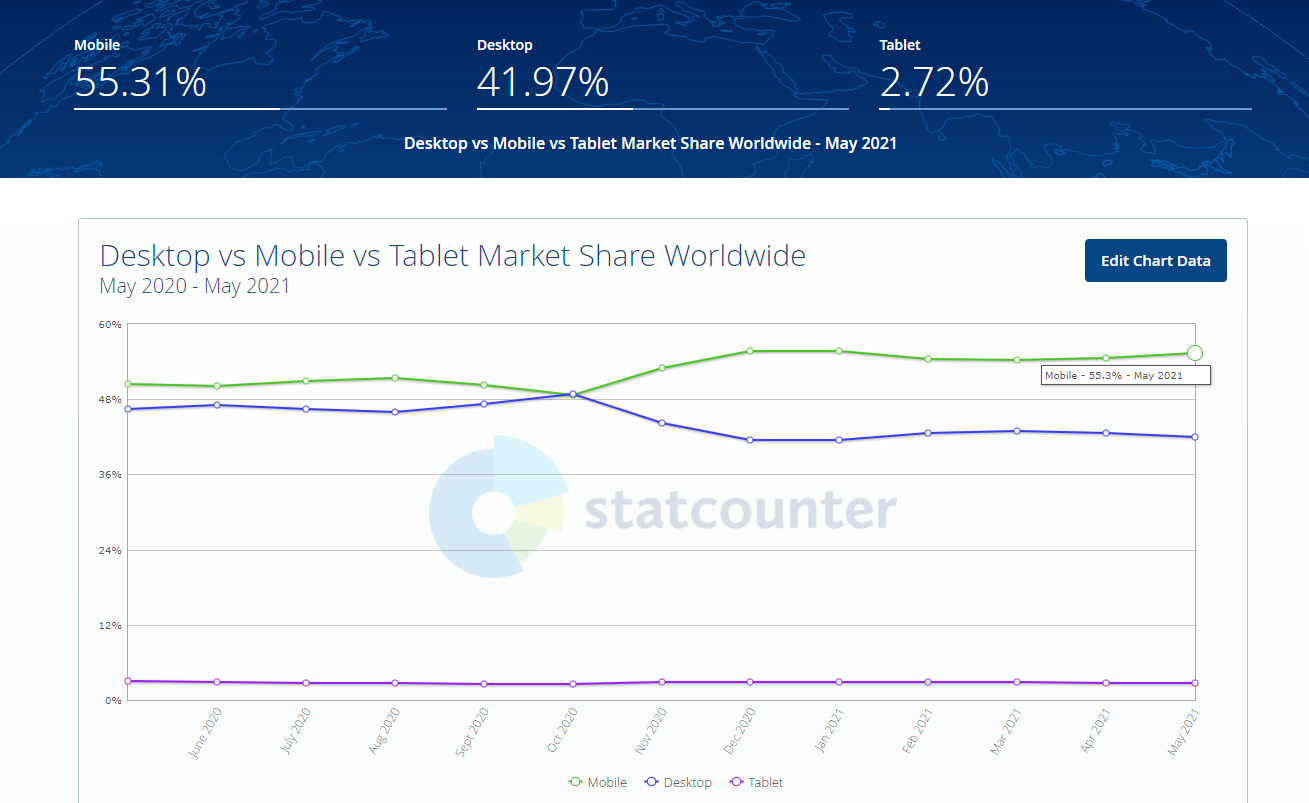 Mobile
55.31%
Desktop
41.97%
Tablet
2.72%
Desktop vs Mobile vs Tablet Market Share Worldwide - May 2021
Desktop vs Mobile vs Tablet Market Share Worldwide
May 2020 - May 2021
Edit Chart Data
60%
48%
36%
24%
12%
0%
Mobile - 55.3% - May 2021
statcounter
June 2020
July 2020
Aug 2020
Sept 2020
Oct 2020
Nov 2020
Dec 2020
Jan 2021
Feb 2021
Mar 2021
Apr 2021
May 2021
Mobile
Desktop
Tablet